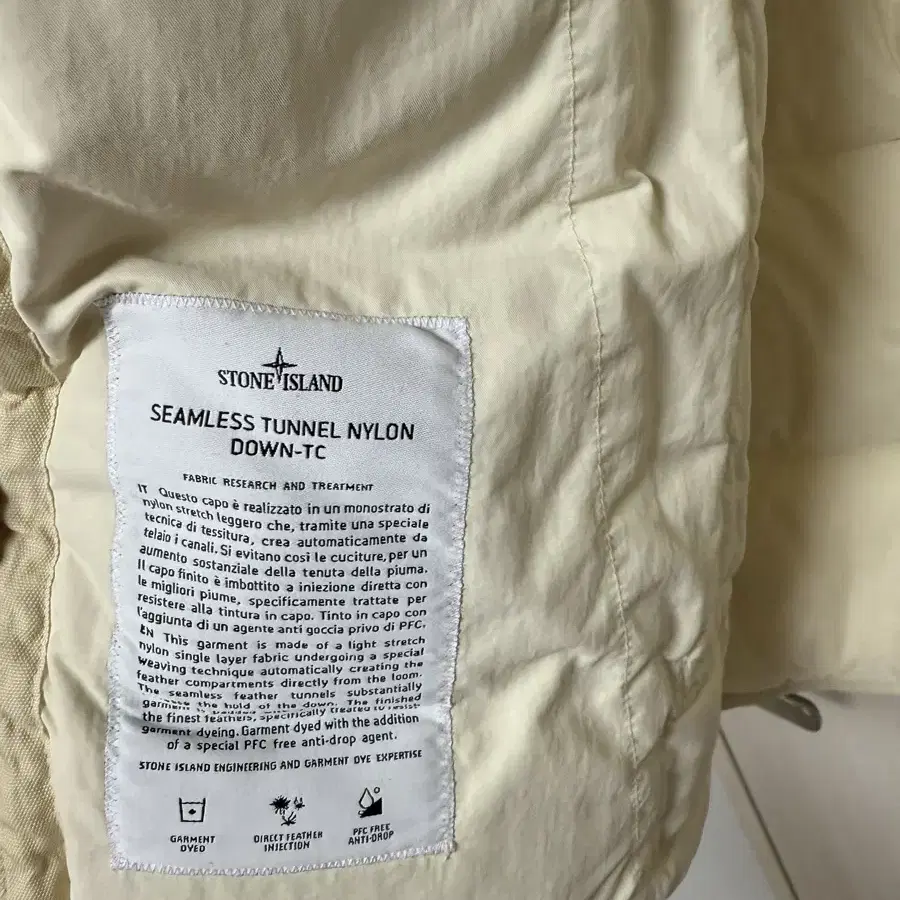 STONE ISLAND
SEAMLESS TUNNEL NYLON
DOWN-TC
FABRIC RESEARCH AND TREATMENT
IT Questo capo è realizzato in un monostrato di
nylon stretch leggero che, tramite una speciale
tecnica di tessitura, crea automaticamente da
telaio i canali. Si evitano così le cuciture, per un
aumento sostanziale della tenuta della piuma.
Il capo finito è imbottito a iniezione diretta con
le migliori piume, specificamente trattate per
resistere alla tintura in capo. Tinto in capo con
l'aggiunta di un agente anti goccia privo di PFC.
EN This garment is made of a light stretch
nylon single layer fabric undergoing a special
weaving technique automatically creating the
feather compartments directly from the loom.
The seamless feather tunnels substantially
the hold of the down. The finished
garment is
the finest feathers, specifically treated to resist
garment dyeing. Garment dyed with the addition
of a special PFC free anti-drop agent.
STONE ISLAND ENGINEERING AND GARMENT DYE EXPERTISE
GARMENT
DYED
DIRECT FEATHER
INJECTION
PFC FREE
ANTI-DROP